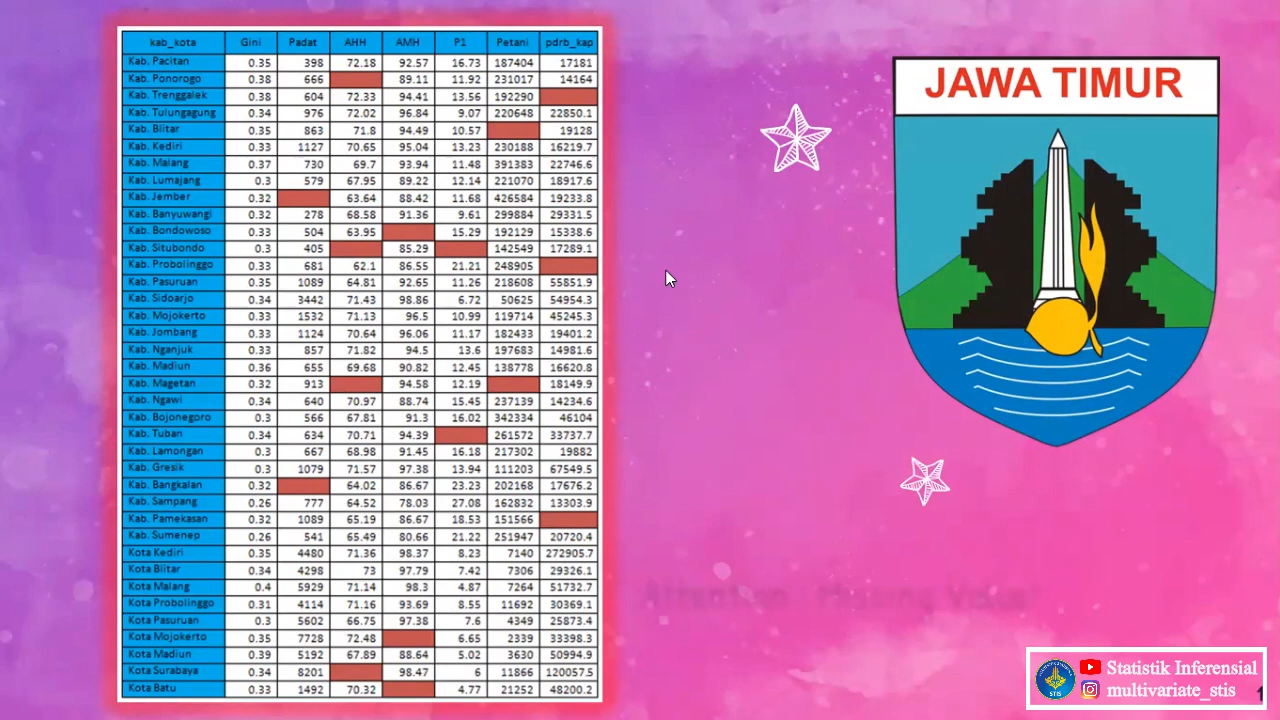 kab_kota Gini Padat AHH AMH P1 Petani pdrb_kap
Kab. Pacitan 0.35 398 72.18 92.57 16.73 187404 17181
Kab. Ponorogo 0.38 666 89.11 11.92 231017 14164
Kab. Trenggalek 0.38 604 72.33 94.41 13.56 192290
Kab. Tulungagung 0.34 976 72.02 96.84 9.07 220648 22850.1
Kab. Blitar 0.35 863 71.8 94.49 10.57 19128
Kab. Kediri 0.33 1127 70.65 95.04 13.23 230188 16219.7
Kab. Malang 0.37 730 69.7 93.94 11.48 391383 22746.6
Kab. Lumajang 0.3 579 67.95 89.22 12.14 221070 18917.6
Kab. Jember 0.32 63.64 88.42 11.68 426584 19233.8
Kab. Banyuwangi 0.32 278 68.58 91.36 9.61 299884 29331.5
Kab. Bondowoso 0.33 504 63.95 15.29 192129 15338.6
Kab. Situbondo 0.3 405 85.29 142549 17289.1
Kab. Probolinggo 0.33 681 62.1 86.55 21.21 248905
Kab. Pasuruan 0.35 1089 64.81 92.65 11.26 218608 55851.9
Kab. Sidoarjo 0.34 3442 71.43 98.86 6.72 50625 54954.3
Kab. Mojokerto 0.33 1532 71.13 96.5 10.99 119714 45245.3
Kab. Jombang 0.33 1124 70.64 96.06 11.17 182433 19401.2
Kab. Nganjuk 0.33 857 71.82 94.5 13.6 197683 14981.6
Kab. Madiun 0.36 655 69.68 90.82 12.45 138778 16620.8
Kab. Magetan 0.32 913 94.58 12.19 18149.9
Kab. Ngawi 0.34 640 70.97 88.74 15.45 237139 14234.6
Kab. Bojonegoro 0.3 566 67.81 91.3 16.02 342334 46104
Kab. Tuban 0.34 634 70.71 94.39 261572 33737.7
Kab. Lamongan 0.3 667 68.98 91.45 16.18 217302 19882
Kab. Gresik 0.3 1079 71.57 97.38 13.94 111203 67549.5
Kab. Bangkalan 0.32 64.02 86.67 23.23 202168 17676.2
Kab. Sampang 0.26 777 64.52 78.03 27.08 162832 13303.9
Kab. Pamekasan 0.32 1089 65.19 86.67 18.53 151566
Kab. Sumenep 0.26 541 65.49 80.66 21.22 251947 20720.4
Kota Kediri 0.35 4480 71.36 98.37 8.23 7140 272905.7
Kota Blitar 0.34 4298 73 97.79 7.42 7306 29326.1
Kota Malang 0.4 5929 71.14 98.3 4.87 7264 51732.7
Kota Probolinggo 0.31 4114 71.16 93.69 8.55 11692 30369.1
Kota Pasuruan 0.3 5602 66.75 97.38 7.6 4349 25873.4
Kota Mojokerto 0.35 7728 72.48 6.65 2339 33398.3
Kota Madiun 0.39 5192 67.89 88.64 5.02 3630 50994.9
Kota Surabaya 0.34 8201 98.47 6 11866 120057.5
Kota Batu 0.33 1492 70.32 4.77 21252 48200.2
JAWA TIMUR
STIS
Statistik Inferensial
multivariate_stis
1